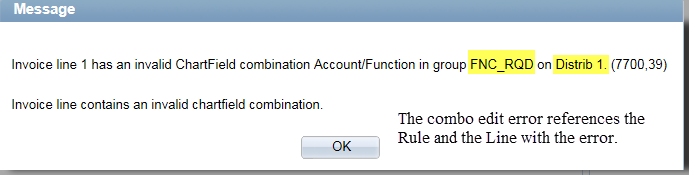 Message
Invoice line 1 has an invalid ChartField combination Account/Function in group FNC_RQD on Distrib 1. (7700,39)
Invoice line contains an invalid chartfield combination.
The combo edit error references the
Rule and the Line with the error.
OK